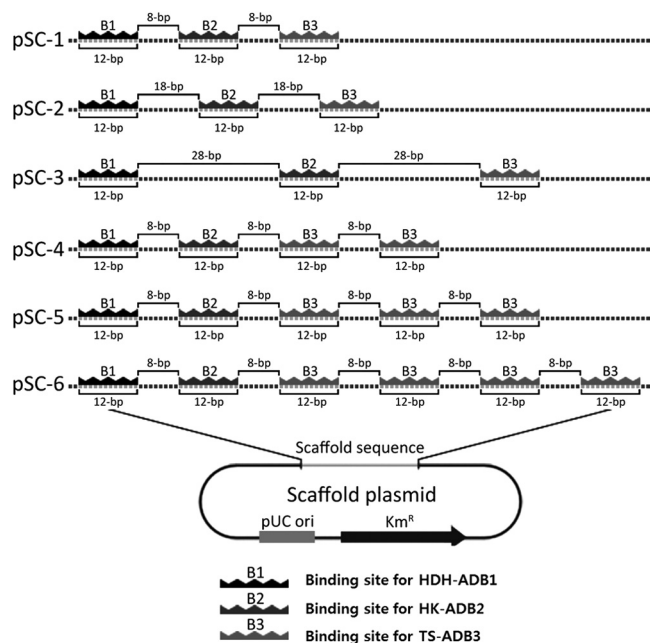 8-bp 8-bp
pSC-1 B1 B2 B3
12-bp 12-bp 12-bp
18-bp 18-bp
pSC-2 B1 B2 B3
12-bp 12-bp 12-bp
28-bp 28-bp
pSC-3 B1 B2 B3
12-bp 12-bp 12-bp
8-bp 8-bp 8-bp
pSC-4 B1 B2 B3 B3
12-bp 12-bp 12-bp 12-bp
8-bp 8-bp 8-bp 8-bp
pSC-5 B1 B2 B3 B3 B3
12-bp 12-bp 12-bp 12-bp 12-bp
8-bp 8-bp 8-bp 8-bp 8-bp
pSC-6 B1 B2 B3 B3 B3 B3
12-bp 12-bp 12-bp 12-bp 12-bp 12-bp
Scaffold sequence
Scaffold plasmid
pUC ori KmR
B1 Binding site for HDH-ADB1
B2 Binding site for HK-ADB2
B3 Binding site for TS-ADB3